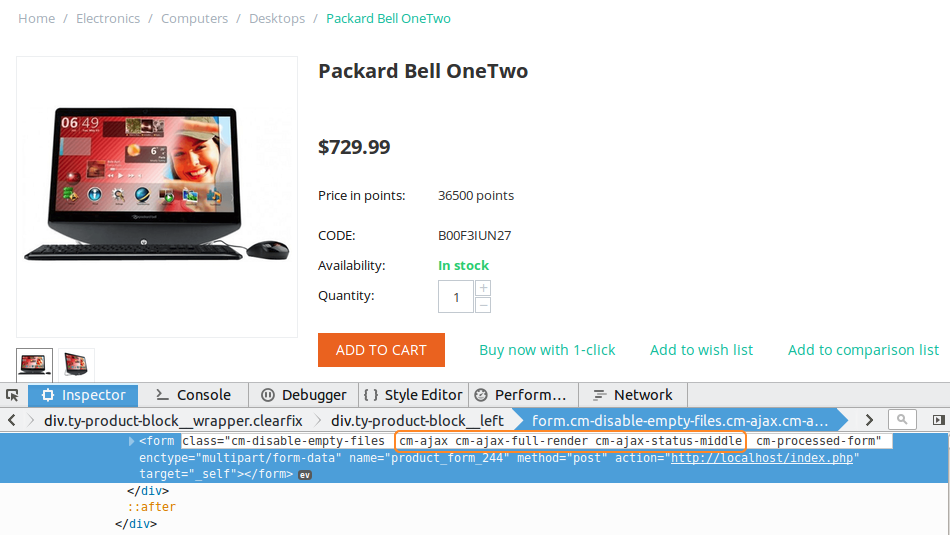 Home / Electronics / Computers / Desktops / Packard Bell OneTwo
Packard Bell OneTwo
06 49
6°
$729.99
Price in points: 36500 points
CODE: B00F3IUN27
Availability: In stock
Quantity: 1 + −
ADD TO CART Buy now with 1-click Add to wish list Add to comparison list
Inspector Console Debugger { } Style Editor Perform… Network
div.ty-product-block__wrapper.clearfix div.ty-product-block__left form.cm-disable-empty-files.cm-ajax.cm-a…
<form class="cm-disable-empty-files cm-ajax cm-ajax-full-render cm-ajax-status-middle cm-processed-form"
enctype="multipart/form-data" name="product_form_244" method="post" action="http://localhost/index.php"
target="_self"></form> ev
</div>
::after
</div>